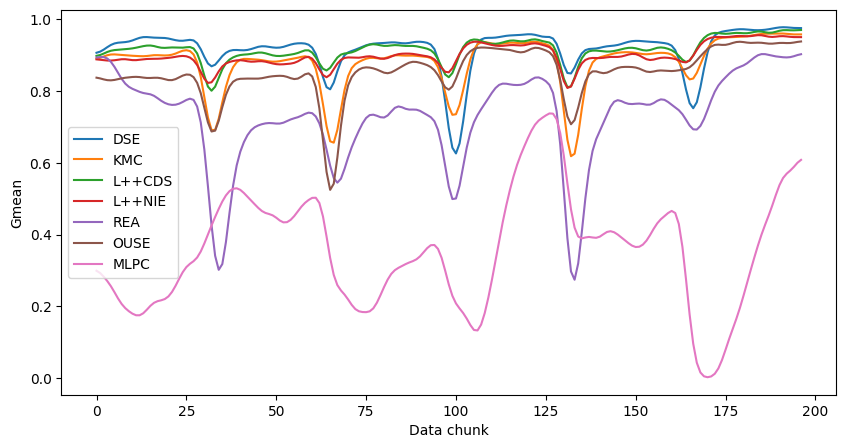 1.0
0.8
0.6
0.4
0.2
0.0
Gmean
DSE
KMC
L++CDS
L++NIE
REA
OUSE
MLPC
0 25 50 75 100 125 150 175 200
Data chunk